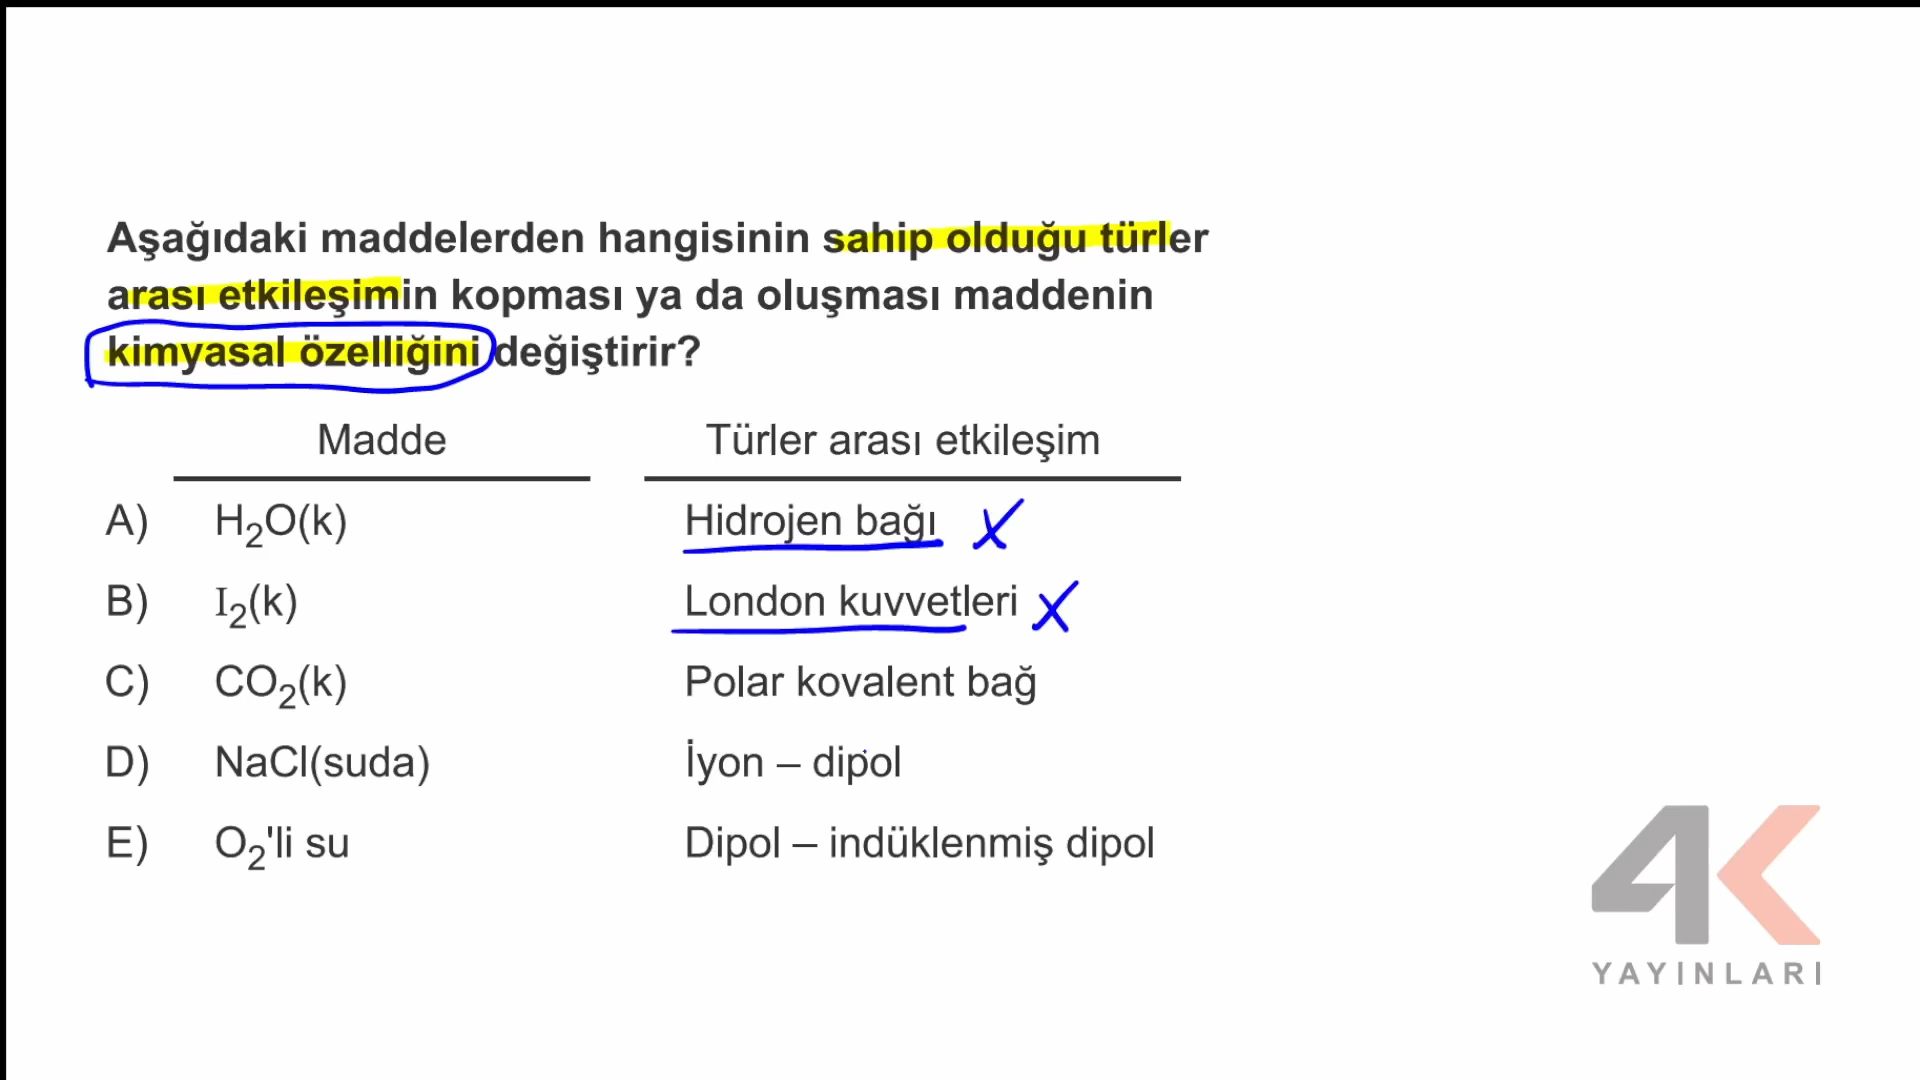 Aşağıdaki maddelerden hangisinin sahip olduğu türler
arası etkileşimin kopması ya da oluşması maddenin
kimyasal özelliğini değiştirir?
Madde Türler arası etkileşim
A) H₂O(k) Hidrojen bağı
B) I₂(k) London kuvvetleri
C) CO₂(k) Polar kovalent bağ
D) NaCl(suda) İyon – dipol
E) O₂'li su Dipol – indüklenmiş dipol
4K
YAYINLARI